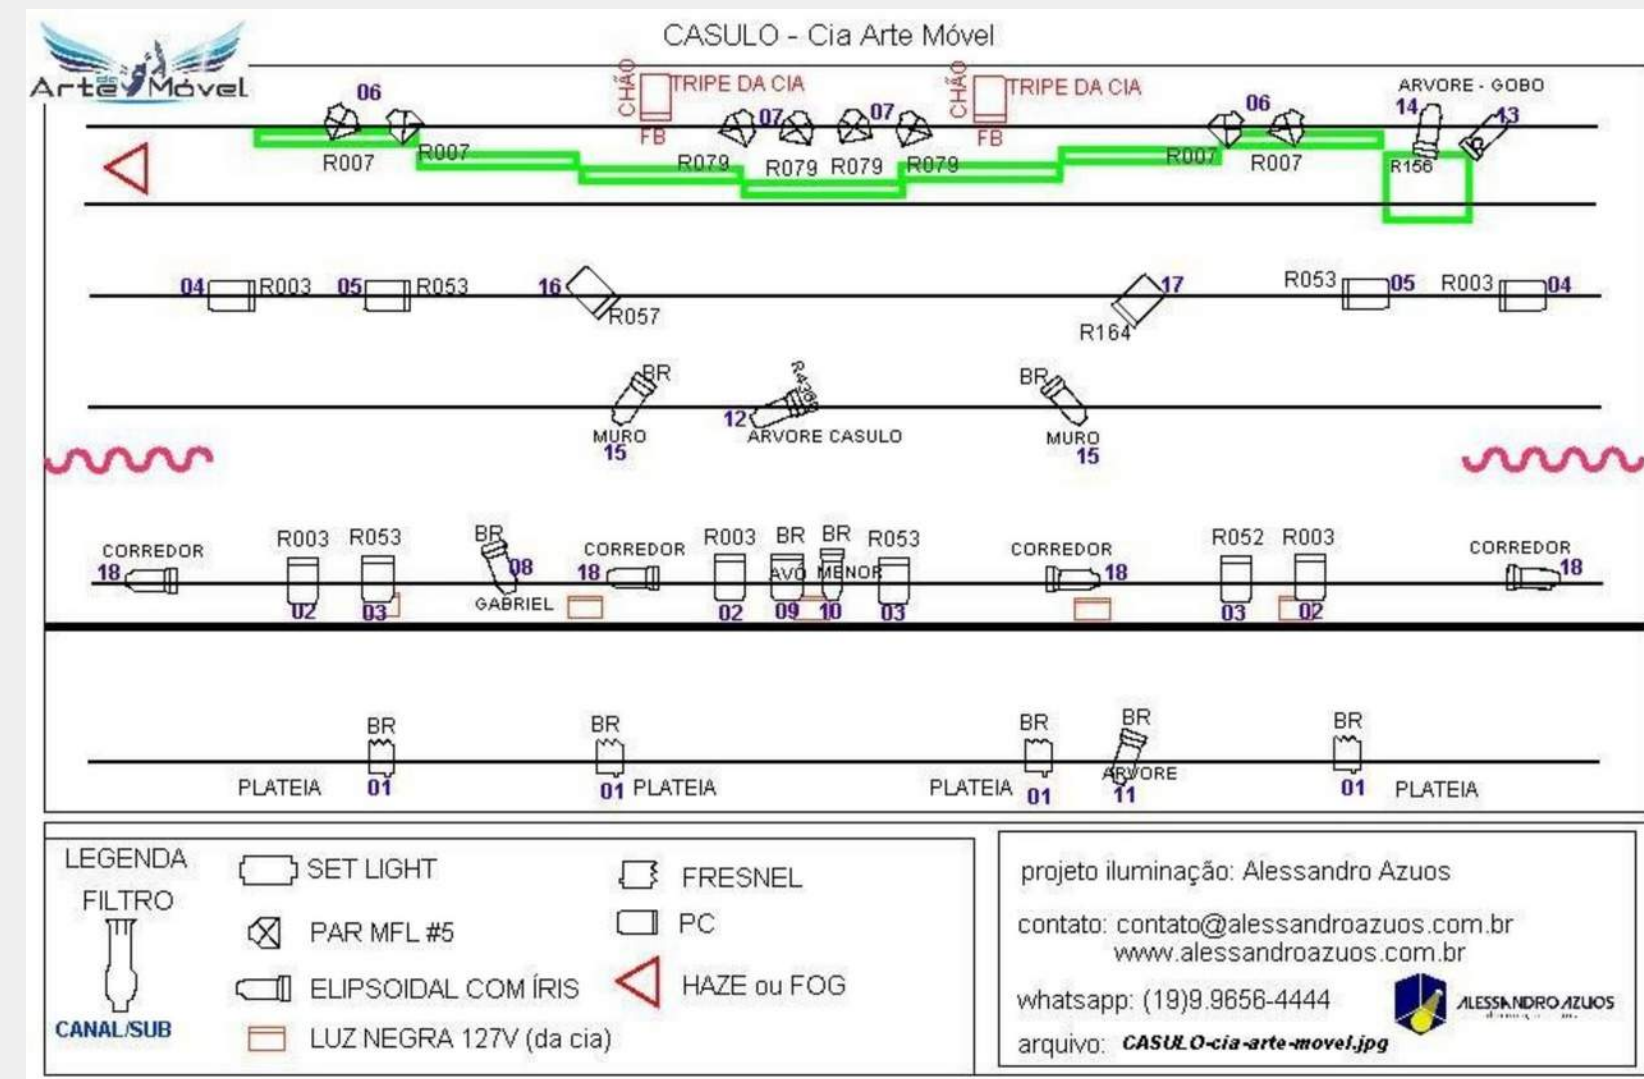 CASULO - Cia Arte Móvel
Arte Móvel
de
06
CHÃO
TRIPE DA CIA
CHÃO
TRIPE DA CIA
ARVORE - GOBO
06
14
13
07
07
FB
FB
R007
R007
R079
R079
R079
R079
R007
R007
R156
04
R003
05
R053
16
17
R053
05
R003
04
R057
R164
BR
BR
12
MURO
ARVORE CASULO
MURO
15
15
R003
R053
BR
R003
BR
BR
R053
R052
R003
CORREDOR
CORREDOR
CORREDOR
CORREDOR
18
08
18
AVÓ
MENOR
18
18
02
03
GABRIEL
02
09
10
03
03
02
BR
BR
BR
BR
BR
PLATEIA
01
01
PLATEIA
PLATEIA
01
ARVORE
11
01
PLATEIA
LEGENDA
FILTRO
CANAL/SUB
SET LIGHT
PAR MFL #5
ELIPSOIDAL COM ÍRIS
LUZ NEGRA 127V (da cia)
FRESNEL
PC
HAZE ou FOG
projeto iluminação: Alessandro Azuos
contato: contato@alessandroazuos.com.br
www.alessandroazuos.com.br
whatsapp: (19)9.9656-4444
ALESSANDRO AZUOS
arquivo: CASULO-cia-arte-movel.jpg